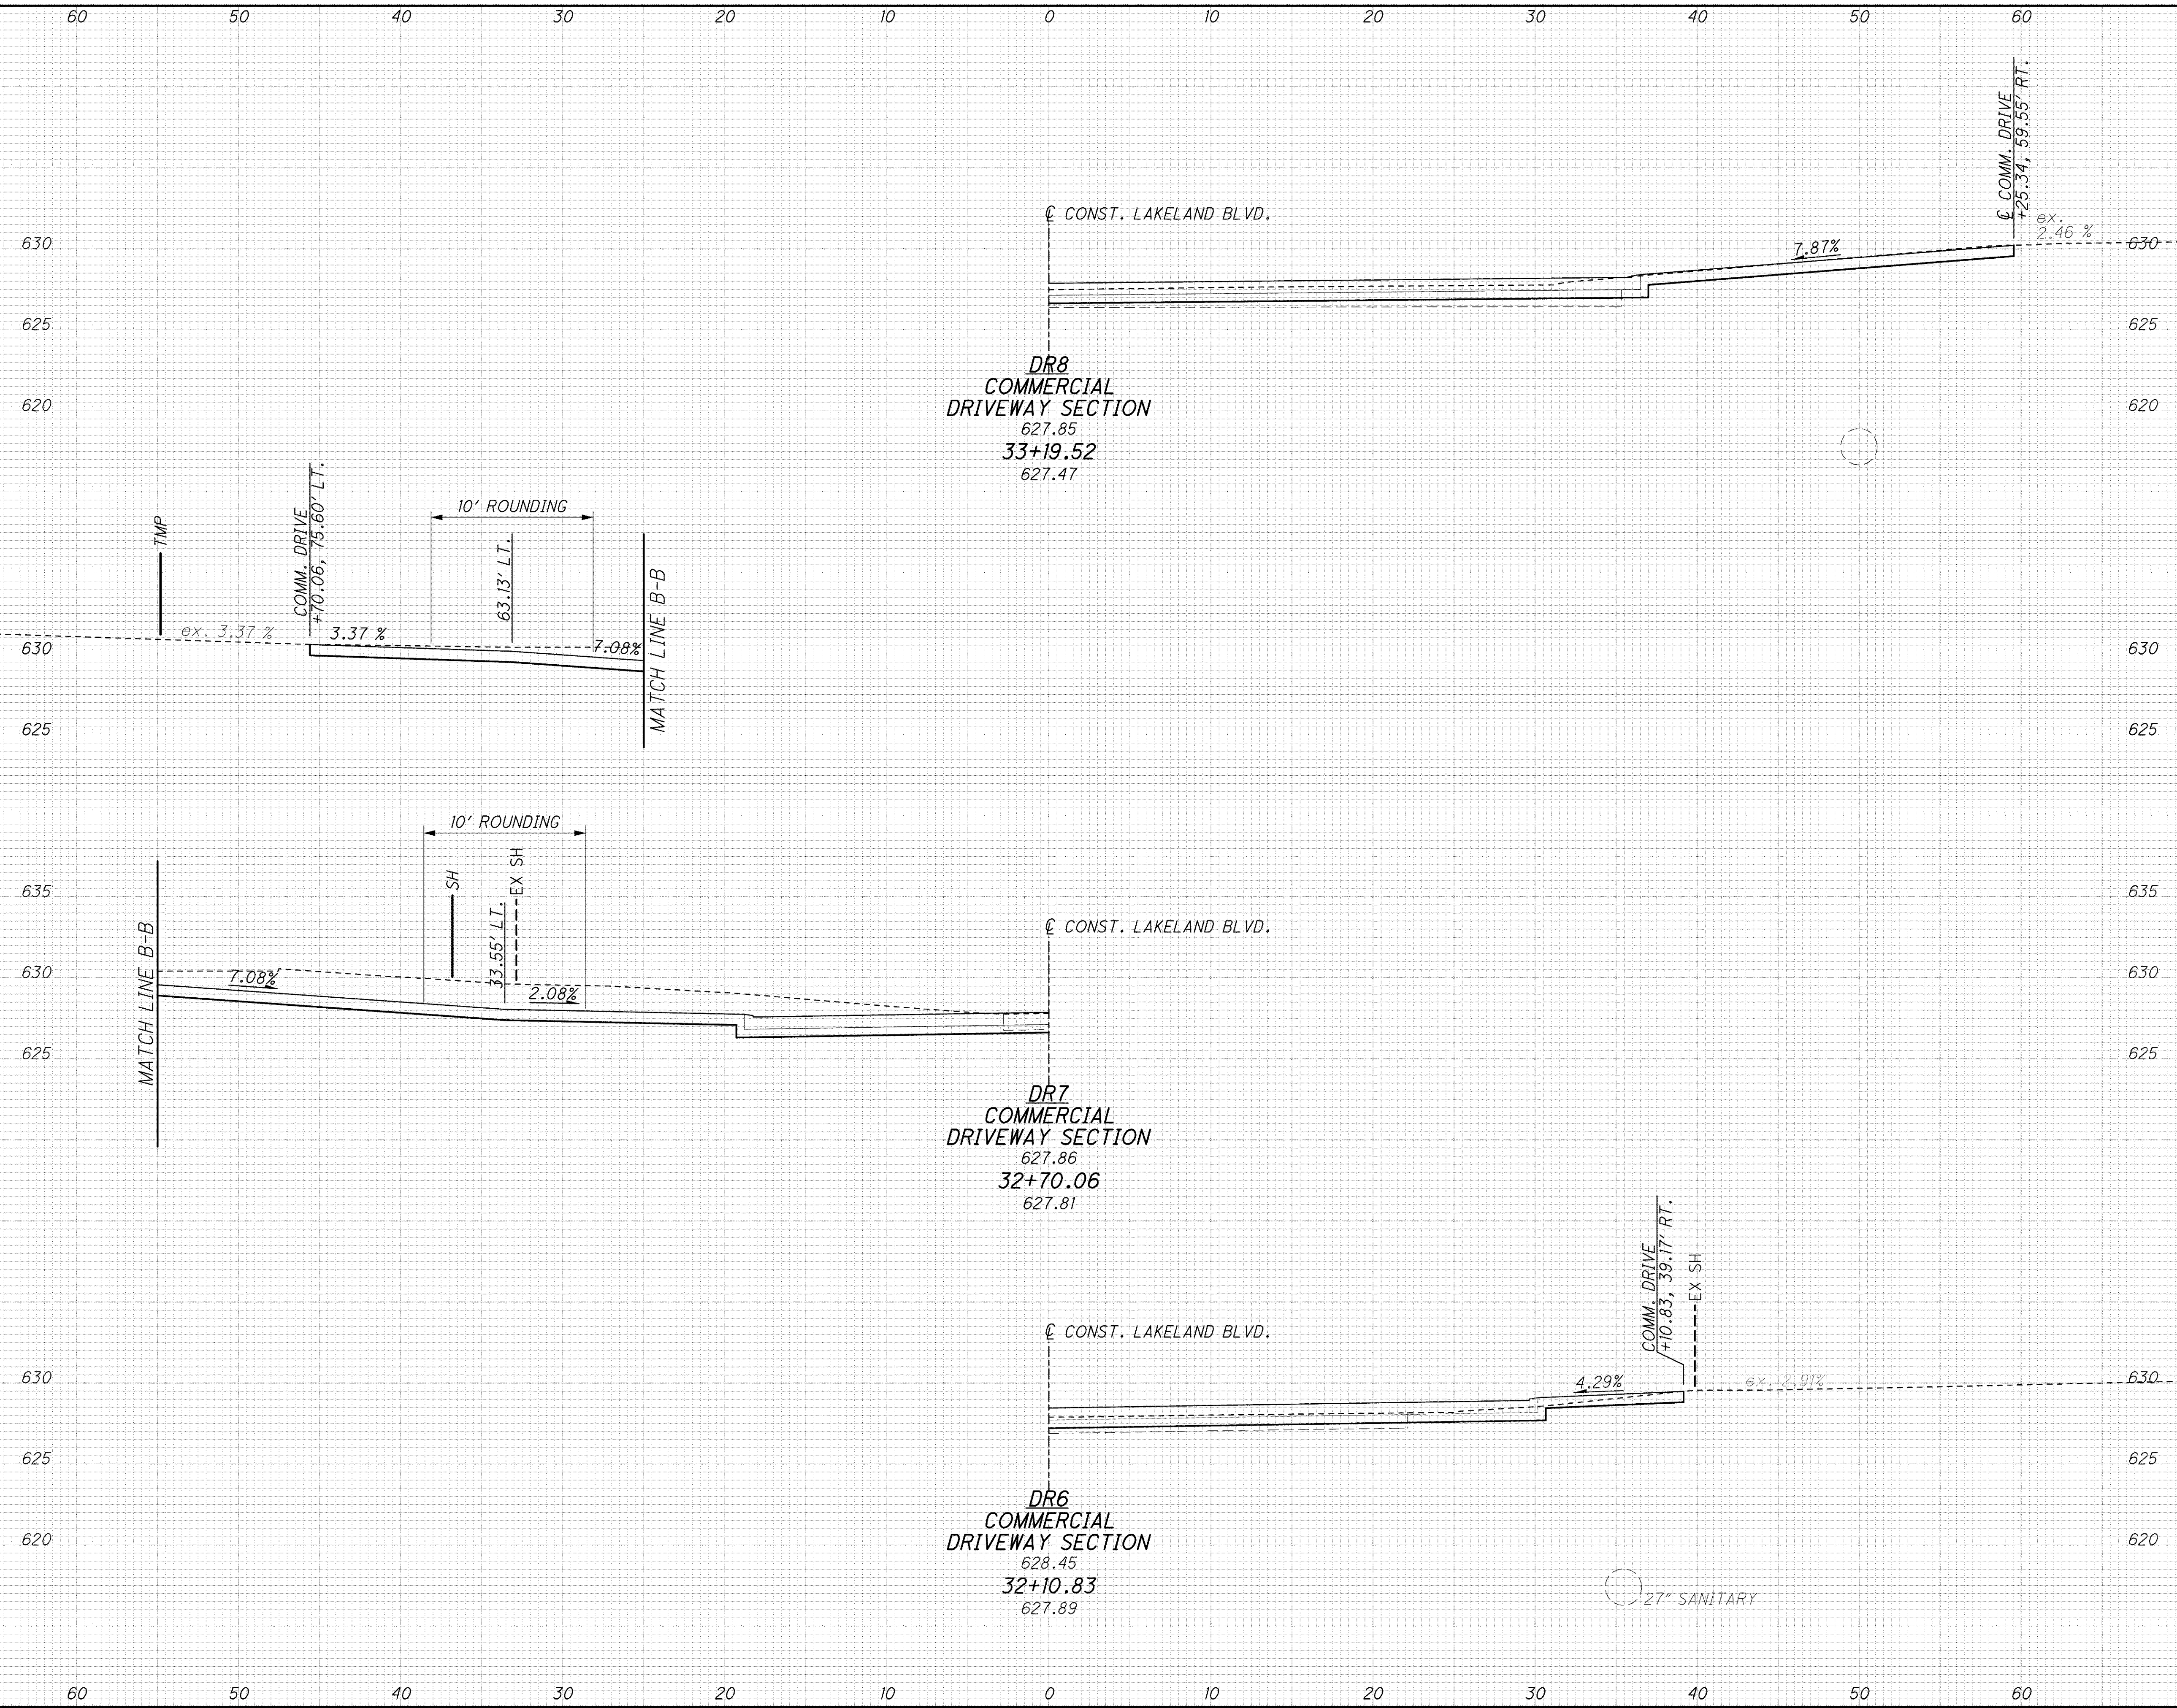 60 50 40 30 20 10 0 10 20 30 40 50 60
℄ COMM. DRIVE
+25.34, 59.55' RT.
℄ CONST. LAKELAND BLVD.
ex.
2.46 %
630
7.87%
630
625
625
DR8
COMMERCIAL
DRIVEWAY SECTION
627.85
33+19.52
627.47
620
620
TMP
COMM. DRIVE
+70.06, 75.60' LT.
10' ROUNDING
63.13' LT.
MATCH LINE B-B
ex. 3.37 %
3.37 %
7.08%
630
630
625
625
10' ROUNDING
SH
EX SH
33.55' LT.
635
635
MATCH LINE B-B
℄ CONST. LAKELAND BLVD.
630
7.08%
2.08%
630
625
625
DR7
COMMERCIAL
DRIVEWAY SECTION
627.86
32+70.06
627.81
COMM. DRIVE
+10.83, 39.17' RT.
EX SH
℄ CONST. LAKELAND BLVD.
630
4.29%
ex. 2.91%
630
625
625
DR6
COMMERCIAL
DRIVEWAY SECTION
628.45
32+10.83
627.89
620
620
27" SANITARY
60 50 40 30 20 10 0 10 20 30 40 50 60